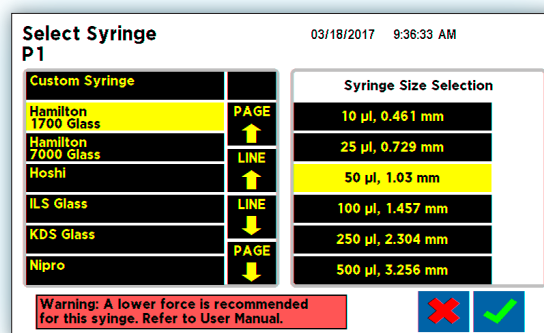 Select Syringe
P1
03/18/2017 9:36:33 AM
Custom Syringe
Hamilton
1700 Glass
Hamilton
7000 Glass
Hoshi
ILS Glass
KDS Glass
Nipro
PAGE
LINE
LINE
PAGE
Syringe Size Selection
10 µl, 0.461 mm
25 µl, 0.729 mm
50 µl, 1.03 mm
100 µl, 1.457 mm
250 µl, 2.304 mm
500 µl, 3.256 mm
Warning: A lower force is recommended
for this syinge. Refer to User Manual.